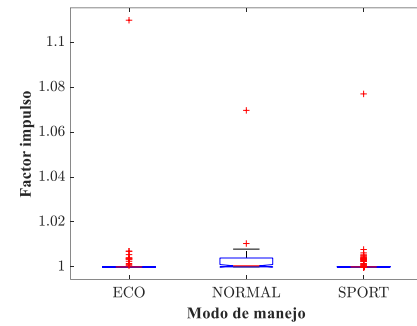 Factor impulso
1.1
1.08
1.06
1.04
1.02
1
ECO NORMAL SPORT
Modo de manejo